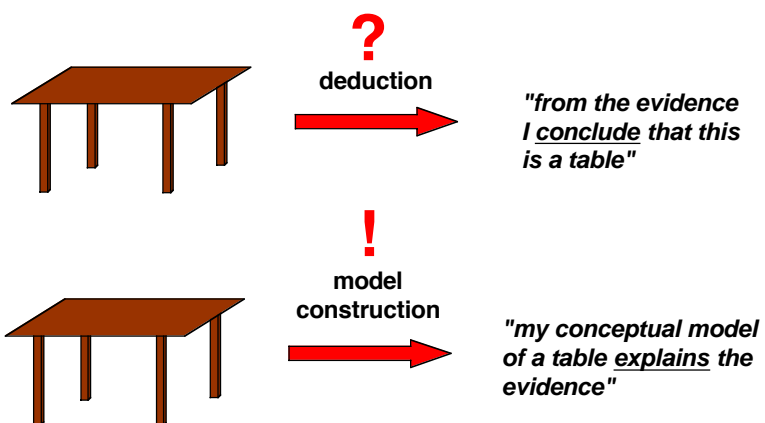 ?
deduction
"from the evidence
I conclude that this
is a table"
!
model
construction
"my conceptual model
of a table explains the
evidence"